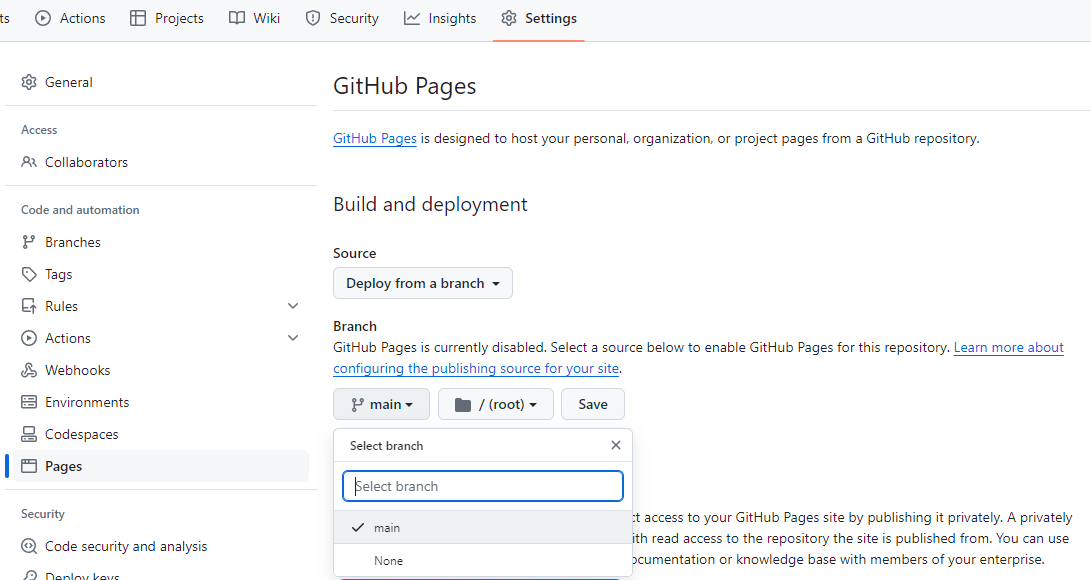 ts
Actions
Projects
Wiki
Security
Insights
Settings
General
Access
Collaborators
Code and automation
Branches
Tags
Rules
Actions
Webhooks
Environments
Codespaces
Pages
Security
Code security and analysis
Deploy keys
GitHub Pages
GitHub Pages is designed to host your personal, organization, or project pages from a GitHub repository.
Build and deployment
Source
Deploy from a branch
Branch
GitHub Pages is currently disabled. Select a source below to enable GitHub Pages for this repository. Learn more about
configuring the publishing source for your site.
main
/ (root)
Save
Select branch
Select branch
main
None
ct access to your GitHub Pages site by publishing it privately. A privately
ith read access to the repository the site is published from. You can use
ocumentation or knowledge base with members of your enterprise.